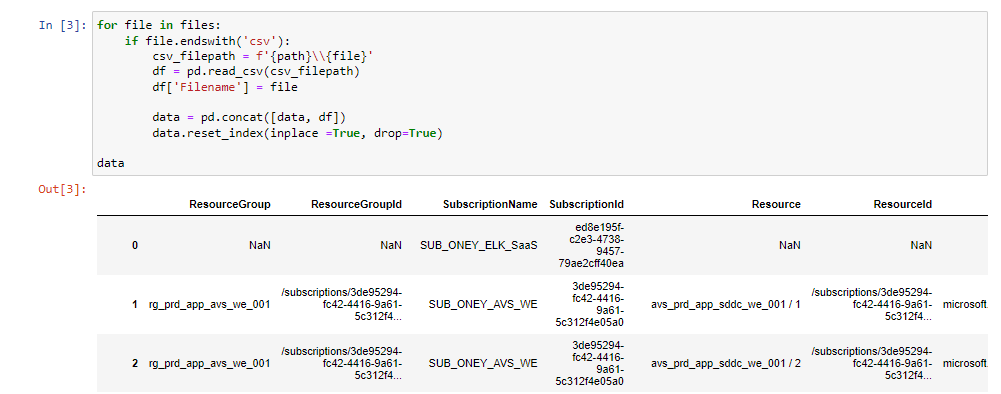 In [3]: for file in files:
if file.endswith('csv'):
csv_filepath = f'{path}\\{file}'
df = pd.read_csv(csv_filepath)
df['Filename'] = file
data = pd.concat([data, df])
data.reset_index(inplace =True, drop=True)
data
Out[3]:
ResourceGroup ResourceGroupId SubscriptionName SubscriptionId Resource ResourceId
ed8e195f-
c2e3-4738-
0 NaN NaN SUB_ONEY_ELK_SaaS NaN NaN
9457-
79ae2cff40ea
3de95294-
/subscriptions/3de95294- fc42-4416- /subscriptions/3de95294-
1 rg_prd_app_avs_we_001 fc42-4416-9a61- SUB_ONEY_AVS_WE avs_prd_app_sddc_we_001 / 1 fc42-4416-9a61- microsoft.
9a61-
5c312f4... 5c312f4e05a0 5c312f4...
3de95294-
/subscriptions/3de95294- fc42-4416- /subscriptions/3de95294-
2 rg_prd_app_avs_we_001 fc42-4416-9a61- SUB_ONEY_AVS_WE avs_prd_app_sddc_we_001 / 2 fc42-4416-9a61- microsoft.
9a61-
5c312f4... 5c312f4e05a0 5c312f4...